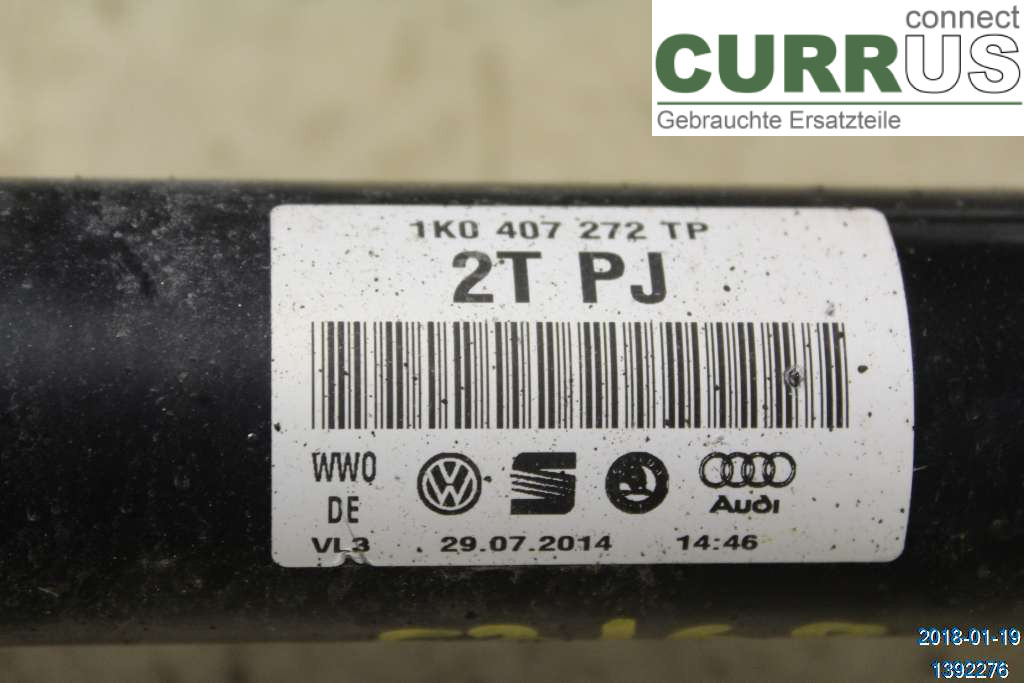 connect
CURRUS
Gebrauchte Ersatzteile
1K0 407 272 TP
2T PJ
WW0
DE
Audi
VL3 29.07.2014 14:46
2018-01-19
1392276